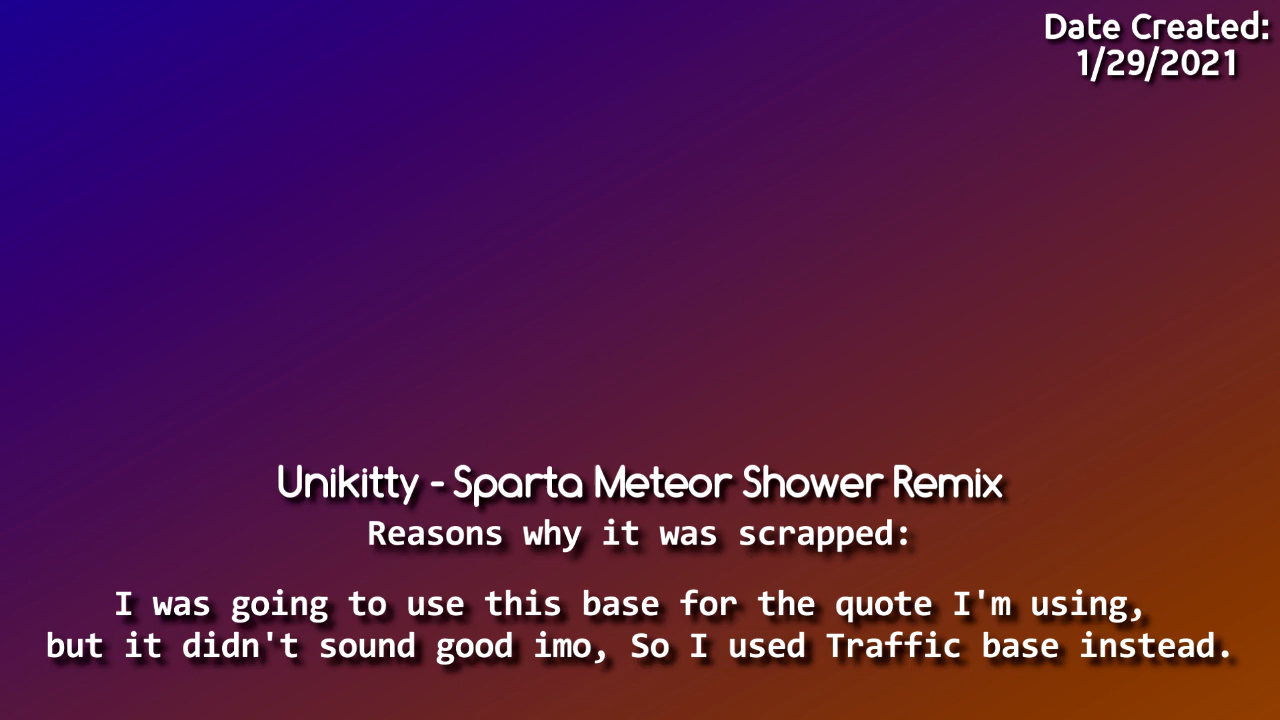 Date Created:
1/29/2021
Unikitty - Sparta Meteor Shower Remix
Reasons why it was scrapped:
I was going to use this base for the quote I'm using,
but it didn't sound good imo, So I used Traffic base instead.